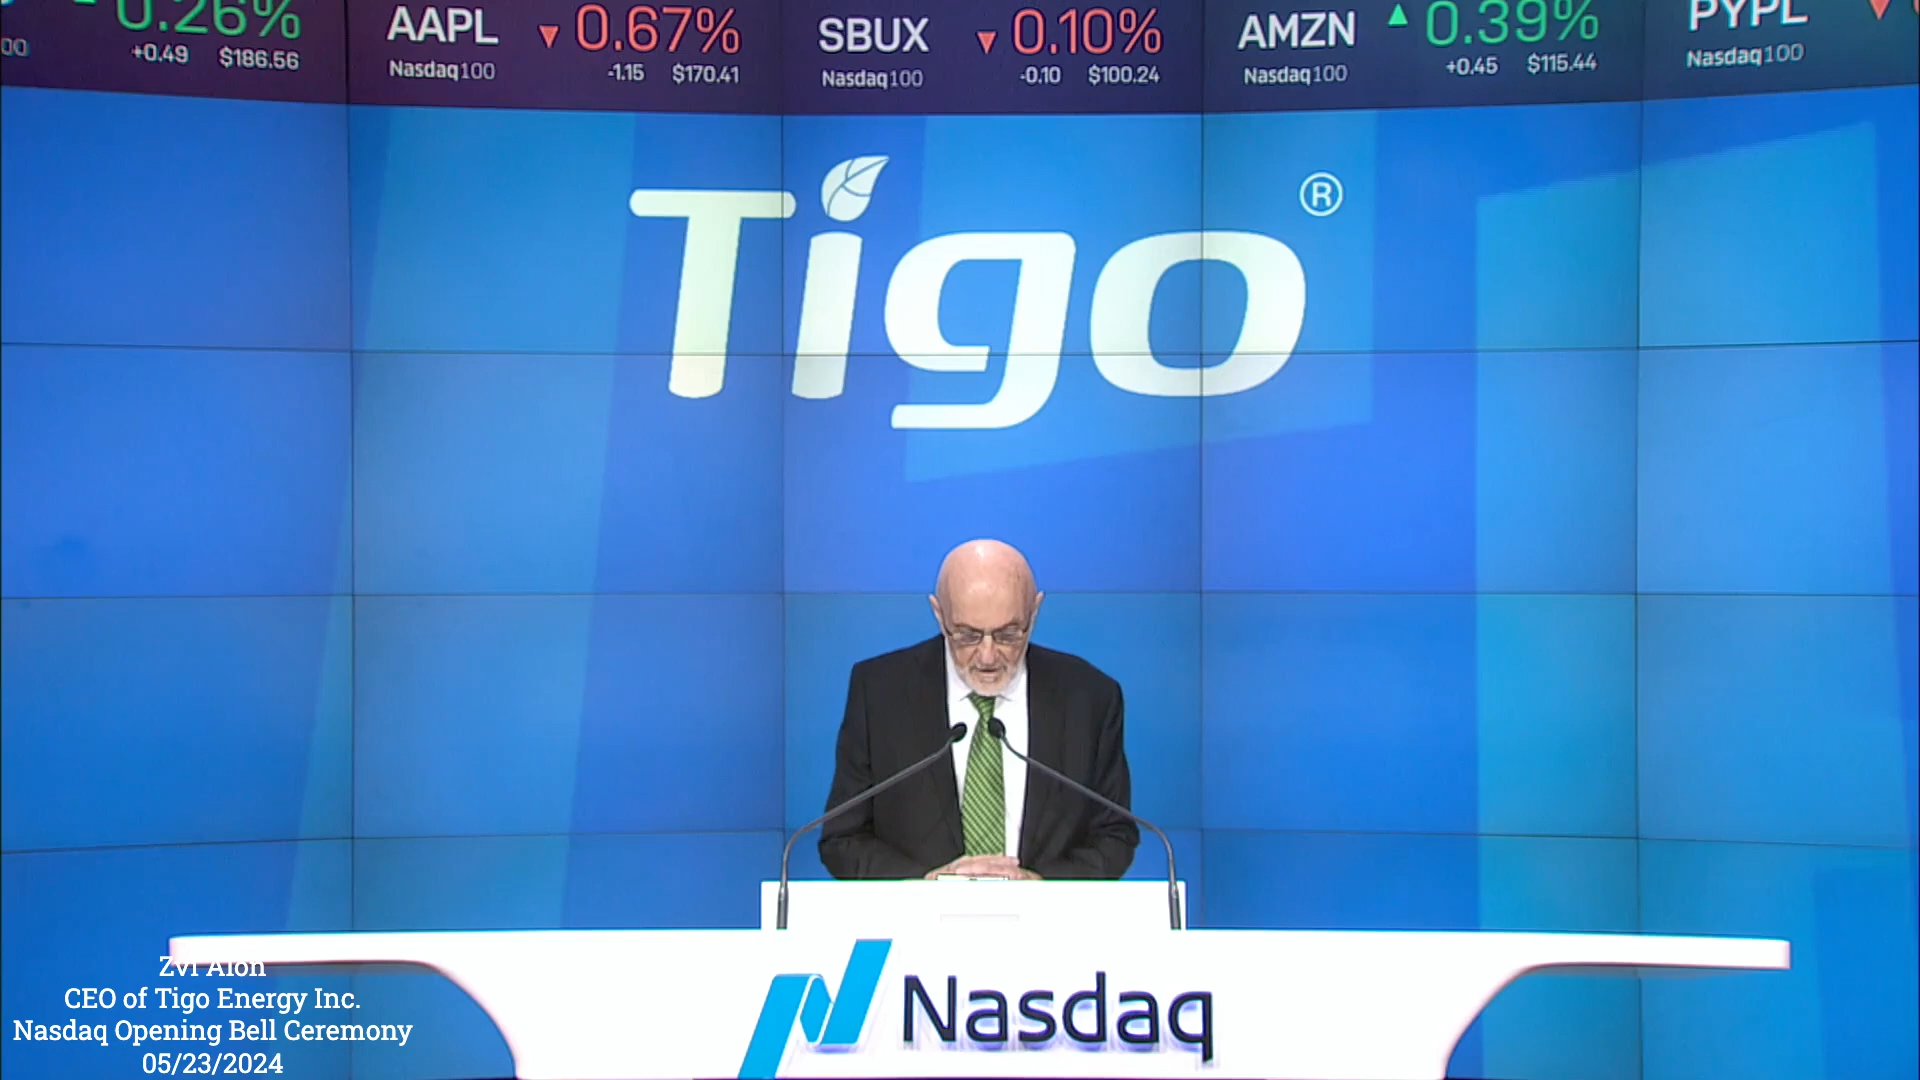 0.26%
00 +0.49 $186.56
AAPL ▼ 0.67%
Nasdaq100 -1.15 $170.41
SBUX ▼ 0.10%
Nasdaq100 -0.10 $100.24
AMZN ▲ 0.39%
Nasdaq100 +0.45 $115.44
PYPL ▼
Nasdaq100
Tigo®
Nasdaq
Zvi Alon
CEO of Tigo Energy Inc.
Nasdaq Opening Bell Ceremony
05/23/2024